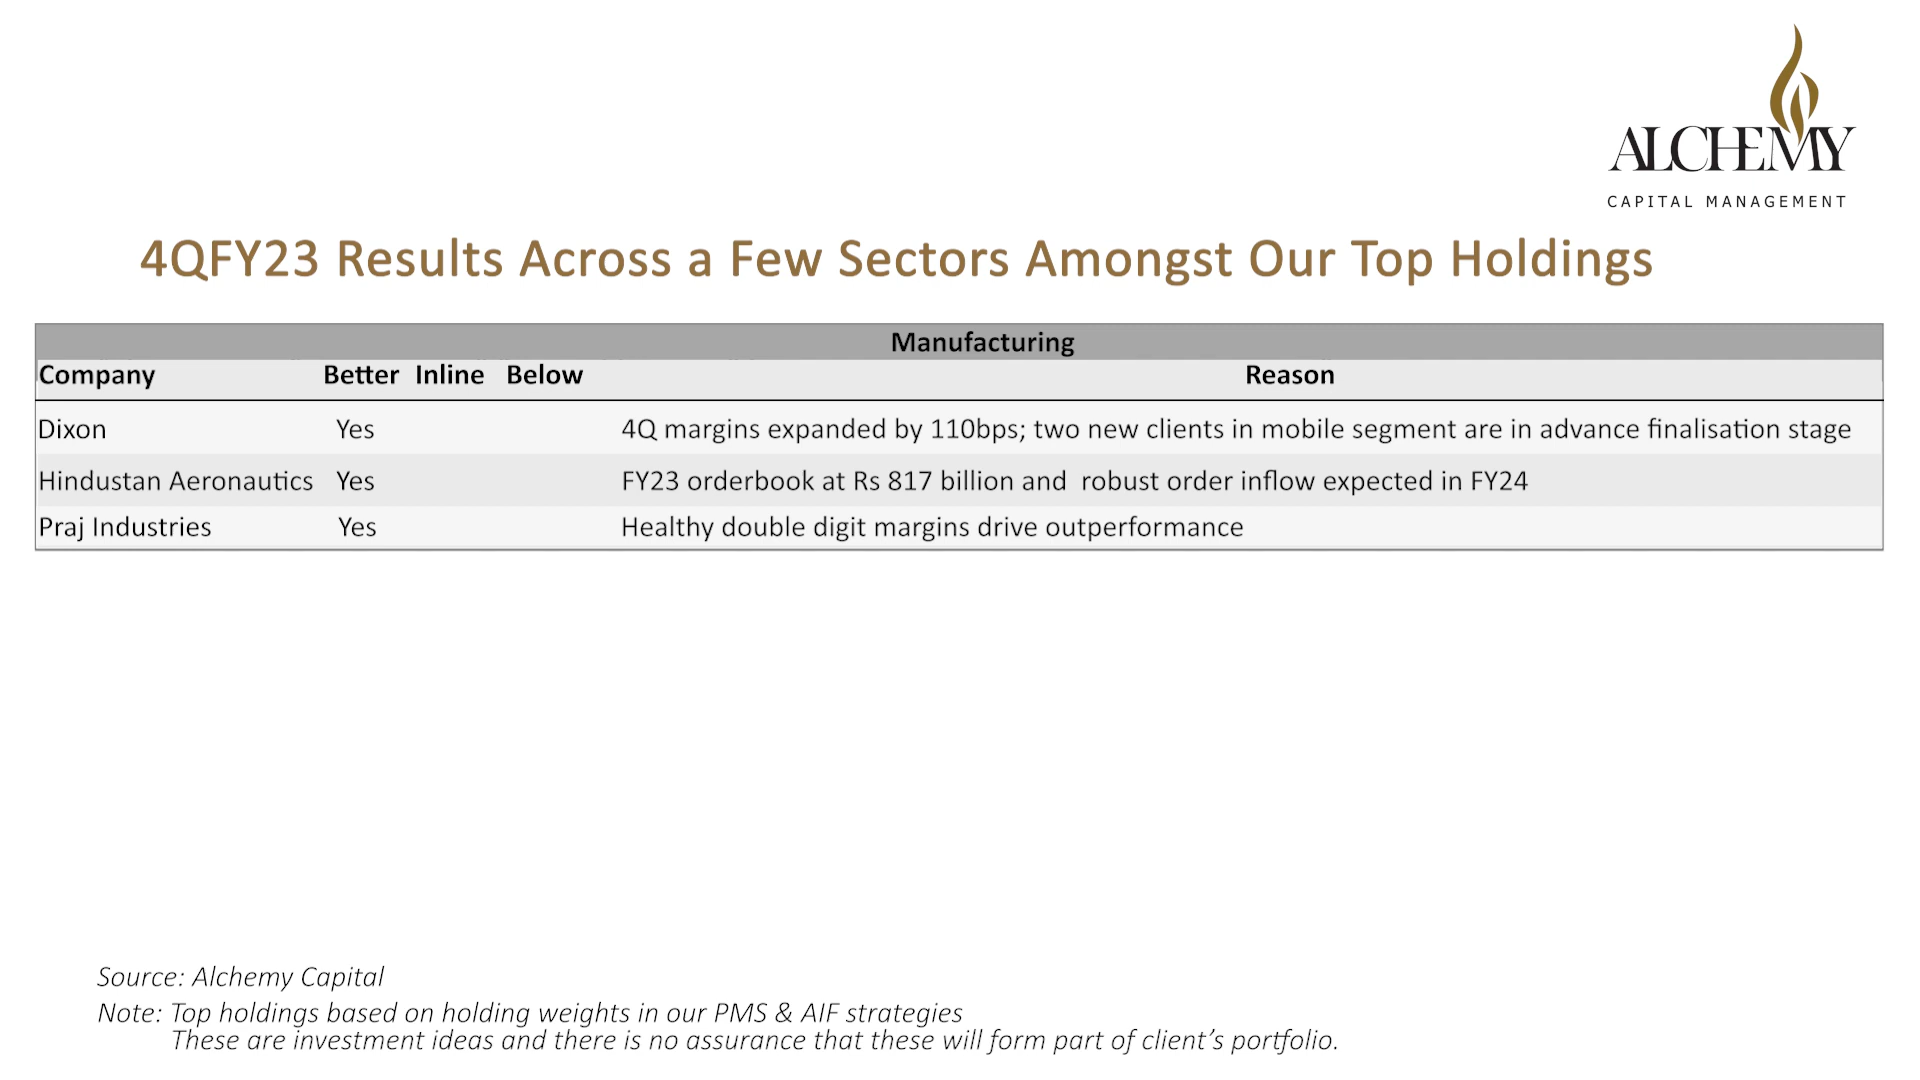 ALCHEMY
CAPITAL MANAGEMENT
4QFY23 Results Across a Few Sectors Amongst Our Top Holdings
Manufacturing
Company Better Inline Below Reason
Dixon Yes 4Q margins expanded by 110bps; two new clients in mobile segment are in advance finalisation stage
Hindustan Aeronautics Yes FY23 orderbook at Rs 817 billion and  robust order inflow expected in FY24
Praj Industries Yes Healthy double digit margins drive outperformance
Source: Alchemy Capital
Note: Top holdings based on holding weights in our PMS & AIF strategies
These are investment ideas and there is no assurance that these will form part of client’s portfolio.